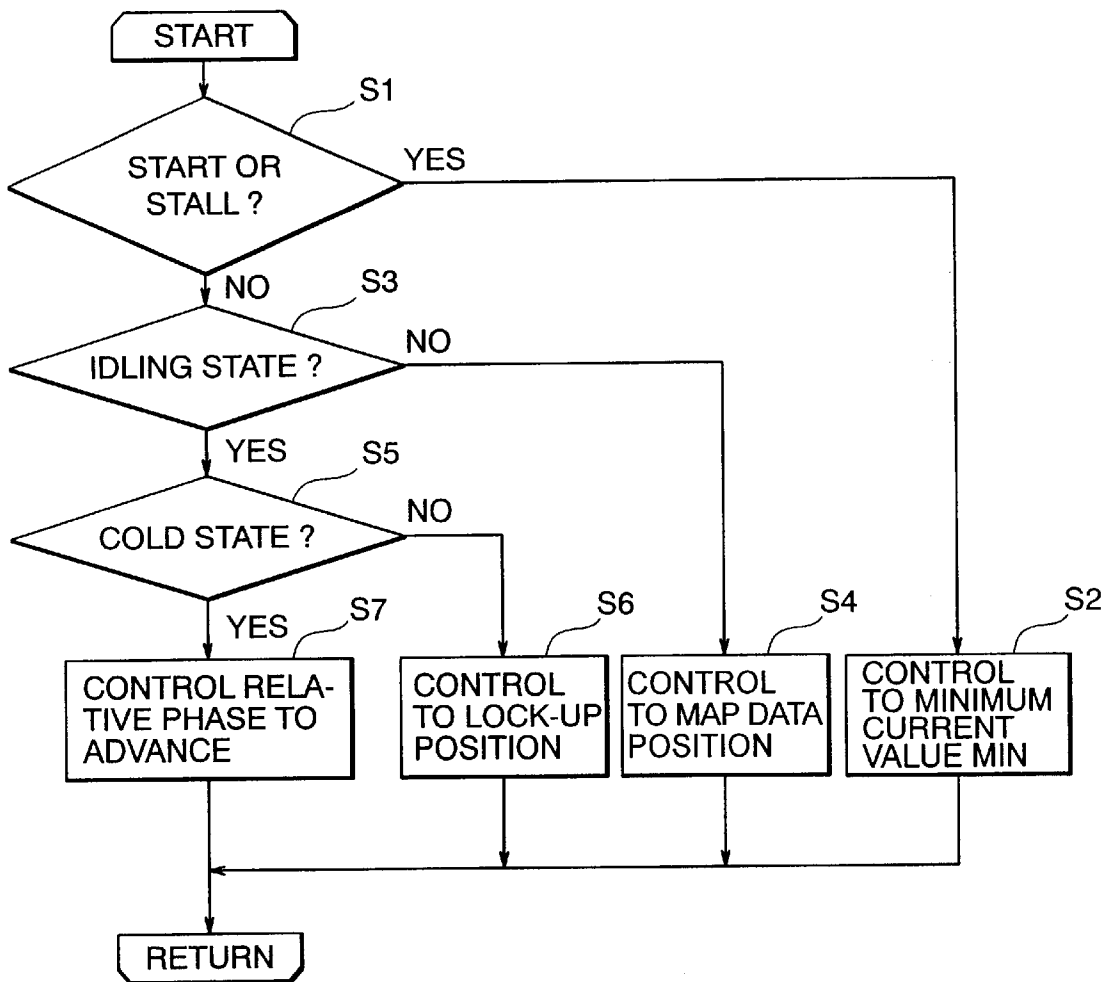 START
S1
START OR
STALL ?
YES
NO
S3
IDLING STATE ?
NO
YES
S5
COLD STATE ?
NO
YES
S7
S6
S4
S2
CONTROL RELA-
TIVE PHASE TO
ADVANCE
CONTROL
TO LOCK-UP
POSITION
CONTROL
TO MAP DATA
POSITION
CONTROL
TO MINIMUM
CURRENT
VALUE MIN
RETURN